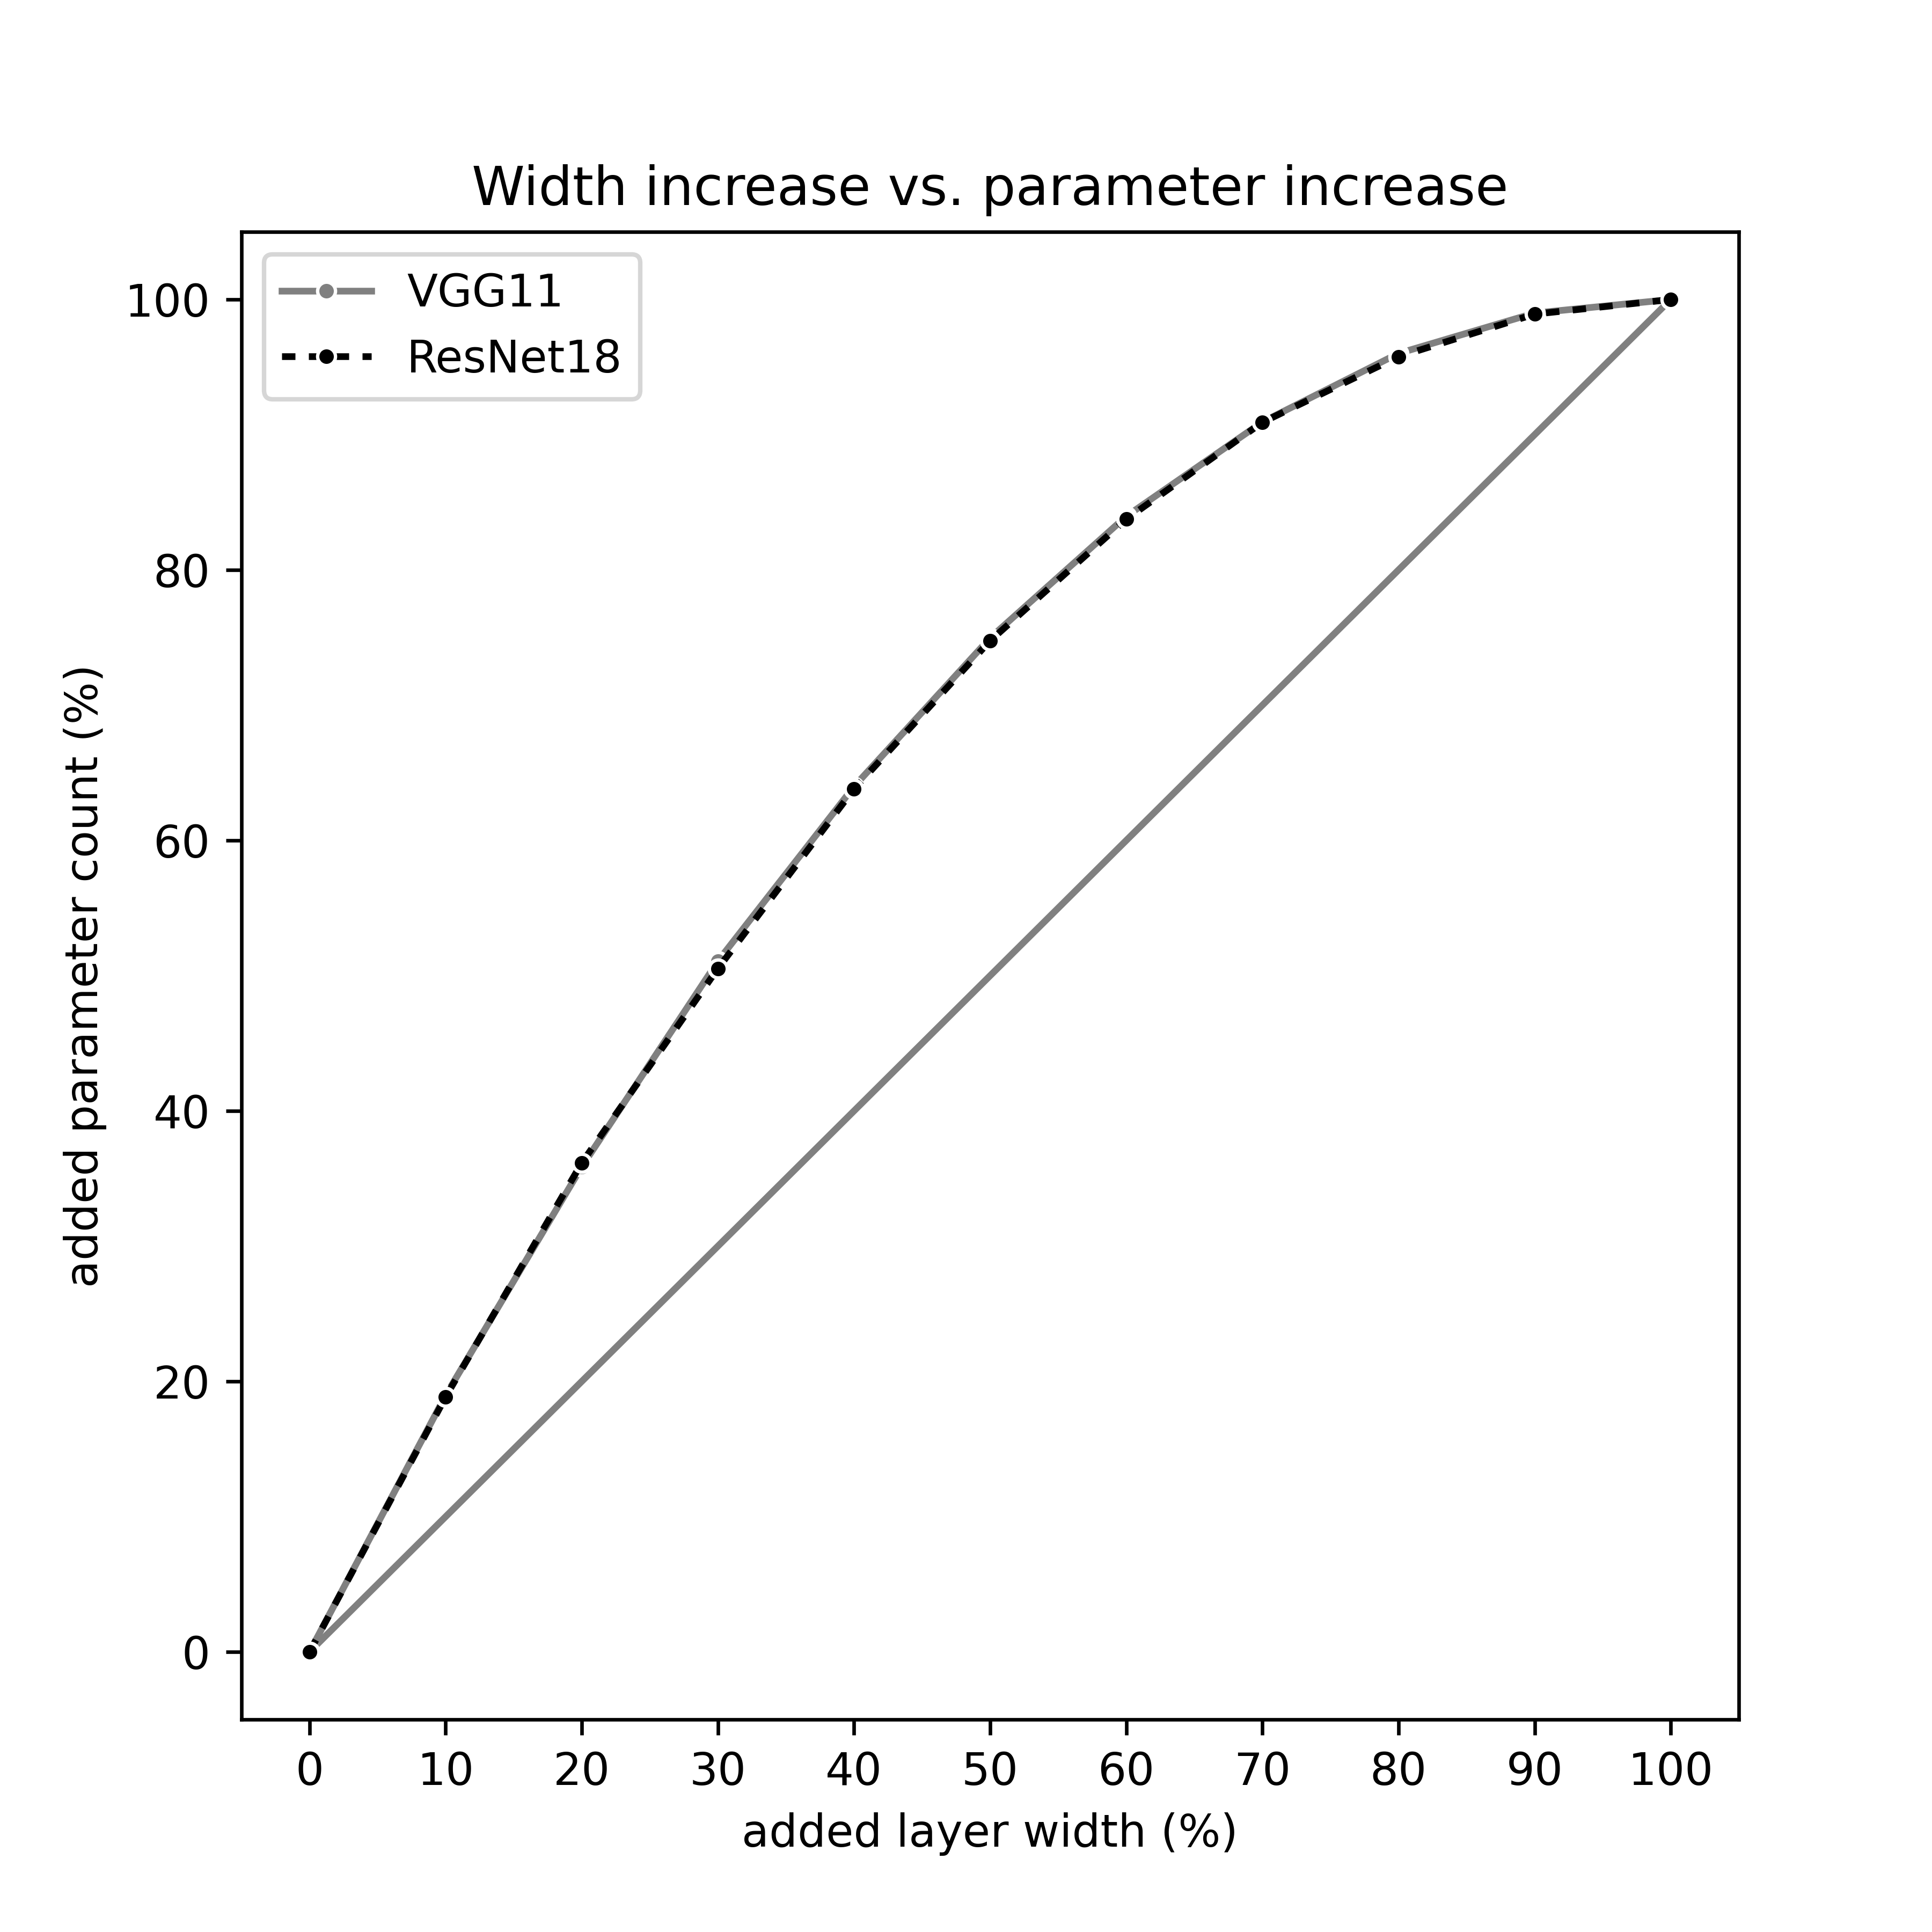 Width increase vs. parameter increase
VGG11
ResNet18
100
80
60
40
20
0
added parameter count (%)
0 10 20 30 40 50 60 70 80 90 100
added layer width (%)